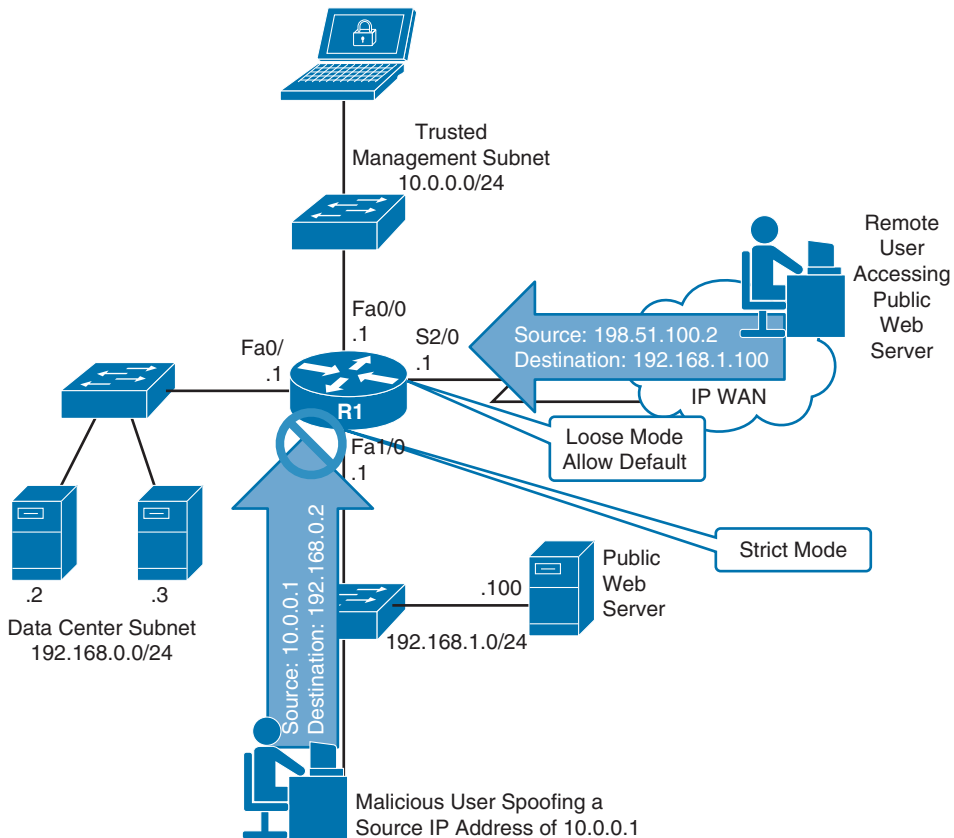 Trusted
Management Subnet
10.0.0.0/24
Remote
User
Accessing
Public
Web
Server
Fa0/0
.1
S2/0
.1
Source: 198.51.100.2
Destination: 192.168.1.100
IP WAN
Fa0/
.1
R1
Loose Mode
Allow Default
Fa1/0
.1
Strict Mode
Source: 10.0.0.1
Destination: 192.168.0.2
.2
.3
Data Center Subnet
192.168.0.0/24
.100
Public
Web
Server
192.168.1.0/24
Malicious User Spoofing a
Source IP Address of 10.0.0.1